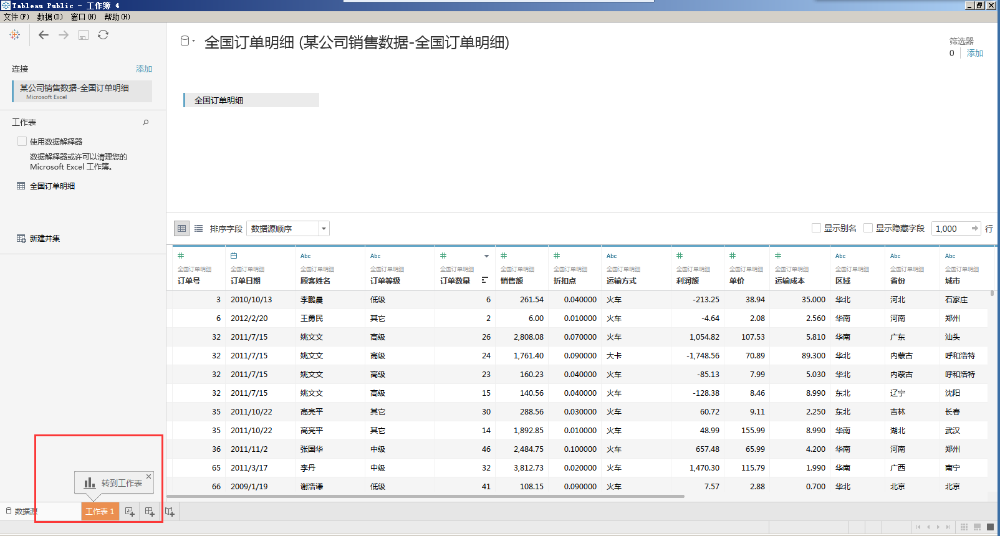 Tableau Public - 工作簿 4
文件(F) 数据(D) 窗口(N) 帮助(H)
连接 添加
某公司销售数据-全国订单明细
Microsoft Excel
工作表
使用数据解释器
数据解释器或许可以清理您的
Microsoft Excel 工作簿。
全国订单明细
新建并集
全国订单明细 (某公司销售数据-全国订单明细)
筛选器
0 添加
全国订单明细
排序字段 数据源顺序 显示别名 显示隐藏字段 1,000 行
# Abc Abc # # # Abc # # # Abc Abc Abc
全国订单明细 全国订单明细 全国订单明细 全国订单明细 全国订单明细 全国订单明细 全国订单明细 全国订单明细 全国订单明细 全国订单明细 全国订单明细 全国订单明细 全国订单明细 全国订单明细
订单号 订单日期 顾客姓名 订单等级 订单数量 销售额 折扣点 运输方式 利润额 单价 运输成本 区域 省份 城市
3 2010/10/13 李鹏晨 低级 6 261.54 0.040000 火车 -213.25 38.94 35.000 华北 河北 石家庄
6 2012/2/20 王勇民 其它 2 6.00 0.010000 火车 -4.64 2.08 2.560 华南 河南 郑州
32 2011/7/15 姚文文 高级 26 2,808.08 0.070000 火车 1,054.82 107.53 5.810 华南 广东 汕头
32 2011/7/15 姚文文 高级 24 1,761.40 0.090000 大卡 -1,748.56 70.89 89.300 华北 内蒙古 呼和浩特
32 2011/7/15 姚文文 高级 23 160.23 0.040000 火车 -85.13 7.99 5.030 华北 内蒙古 呼和浩特
32 2011/7/15 姚文文 高级 15 140.56 0.040000 火车 -128.38 8.46 8.990 东北 辽宁 沈阳
35 2011/10/22 高亮平 其它 30 288.56 0.030000 火车 60.72 9.11 2.250 东北 吉林 长春
35 2011/10/22 高亮平 其它 14 1,892.85 0.010000 火车 48.99 155.99 8.990 华南 湖北 武汉
36 2011/11/2 张国华 中级 46 2,484.75 0.100000 火车 657.48 65.99 4.200 华南 河南 郑州
65 2011/3/17 李丹 中级 32 3,812.73 0.020000 火车 1,470.30 115.79 1.990 华南 广西 南宁
66 2009/1/19 谢浩谦 低级 41 108.15 0.090000 火车 7.57 2.88 0.700 华北 北京 北京
转到工作表
数据源 工作表 1